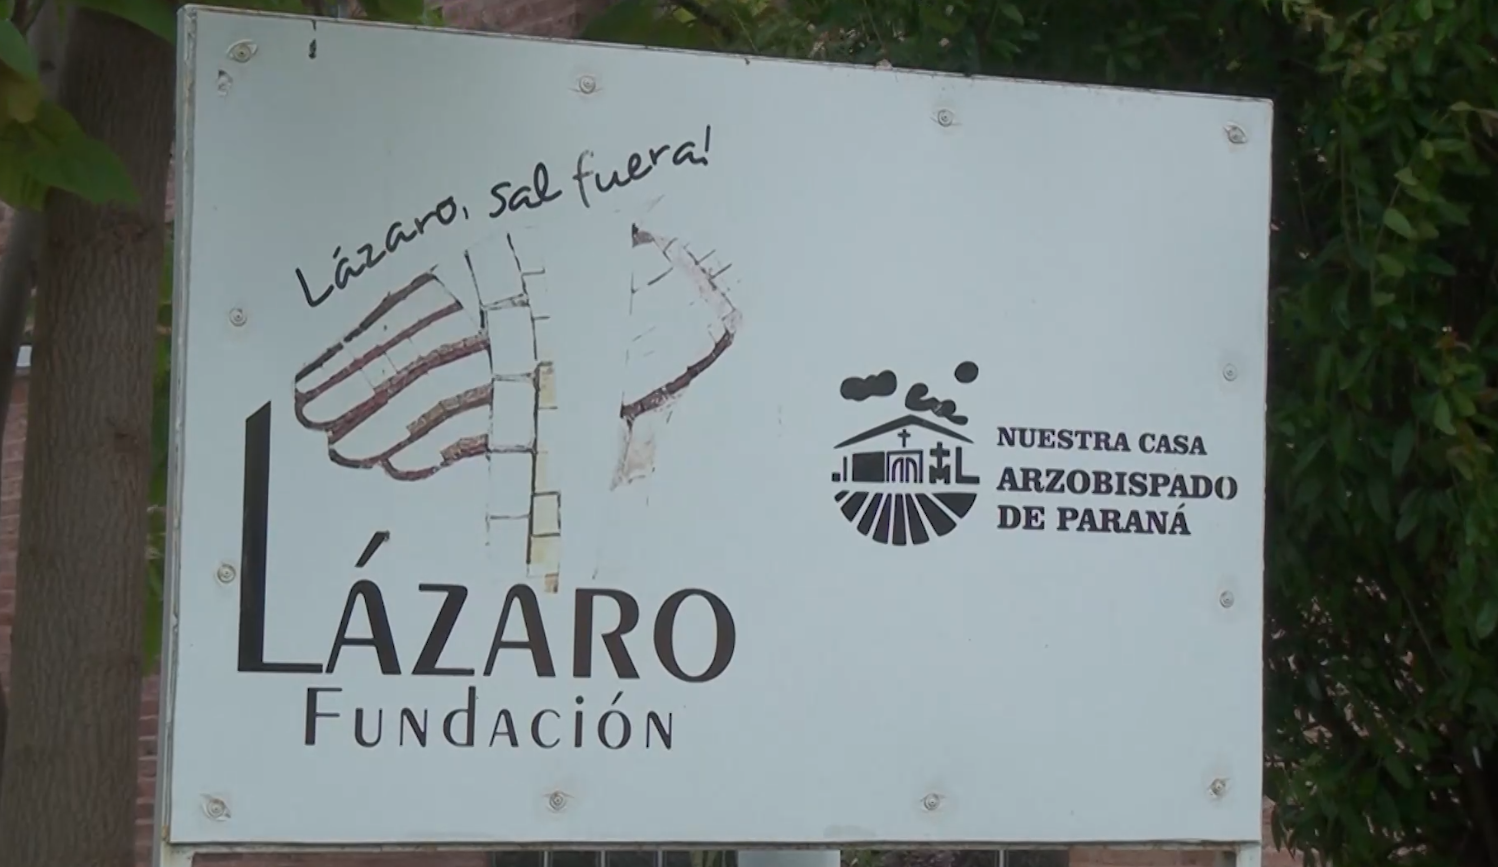 Lázaro, sal fuera!
LÁZARO
FUNdACIÓN
NUESTRA CASA
ARZOBISPADO
DE PARANÁ